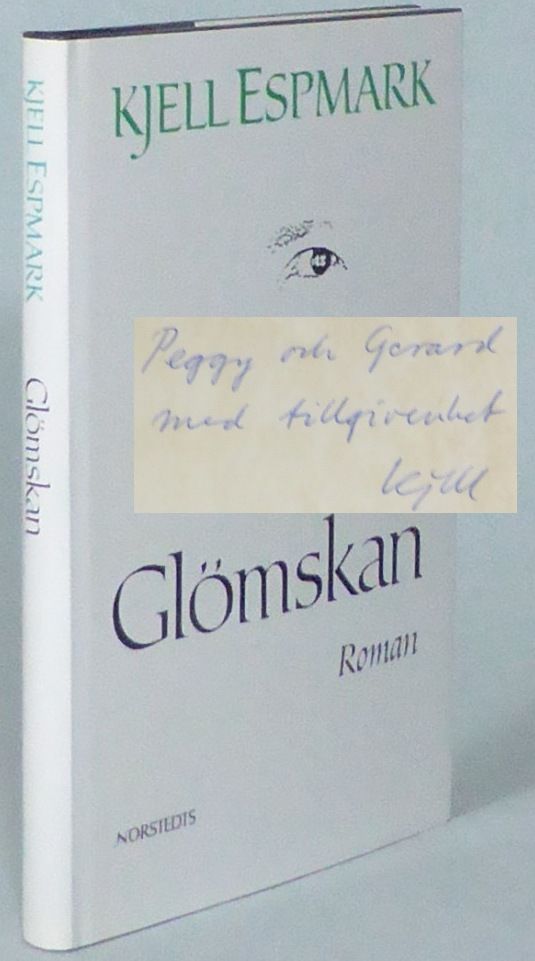 KJELL ESPMARK
Glömskan
KJELL ESPMARK
Peggy och Gerard
med tillgivenhet
Kjell
Glömskan
Roman
NORSTEDTS